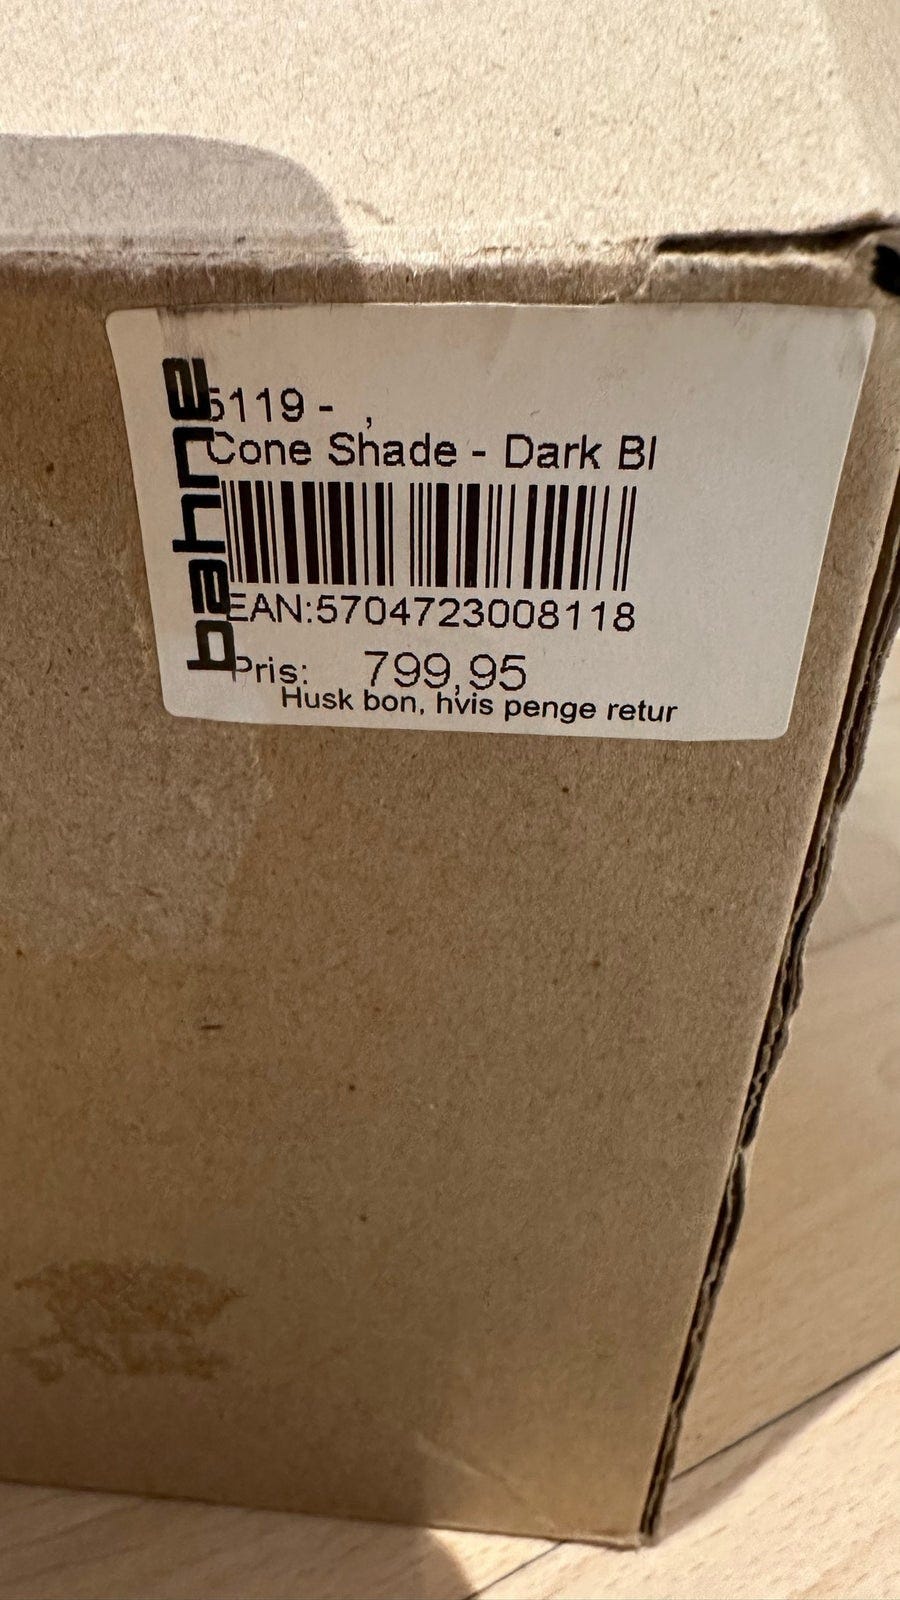 bahne
5119 - ,
Cone Shade - Dark Bl
EAN:5704723008118
Pris: 799,95
Husk bon, hvis penge retur